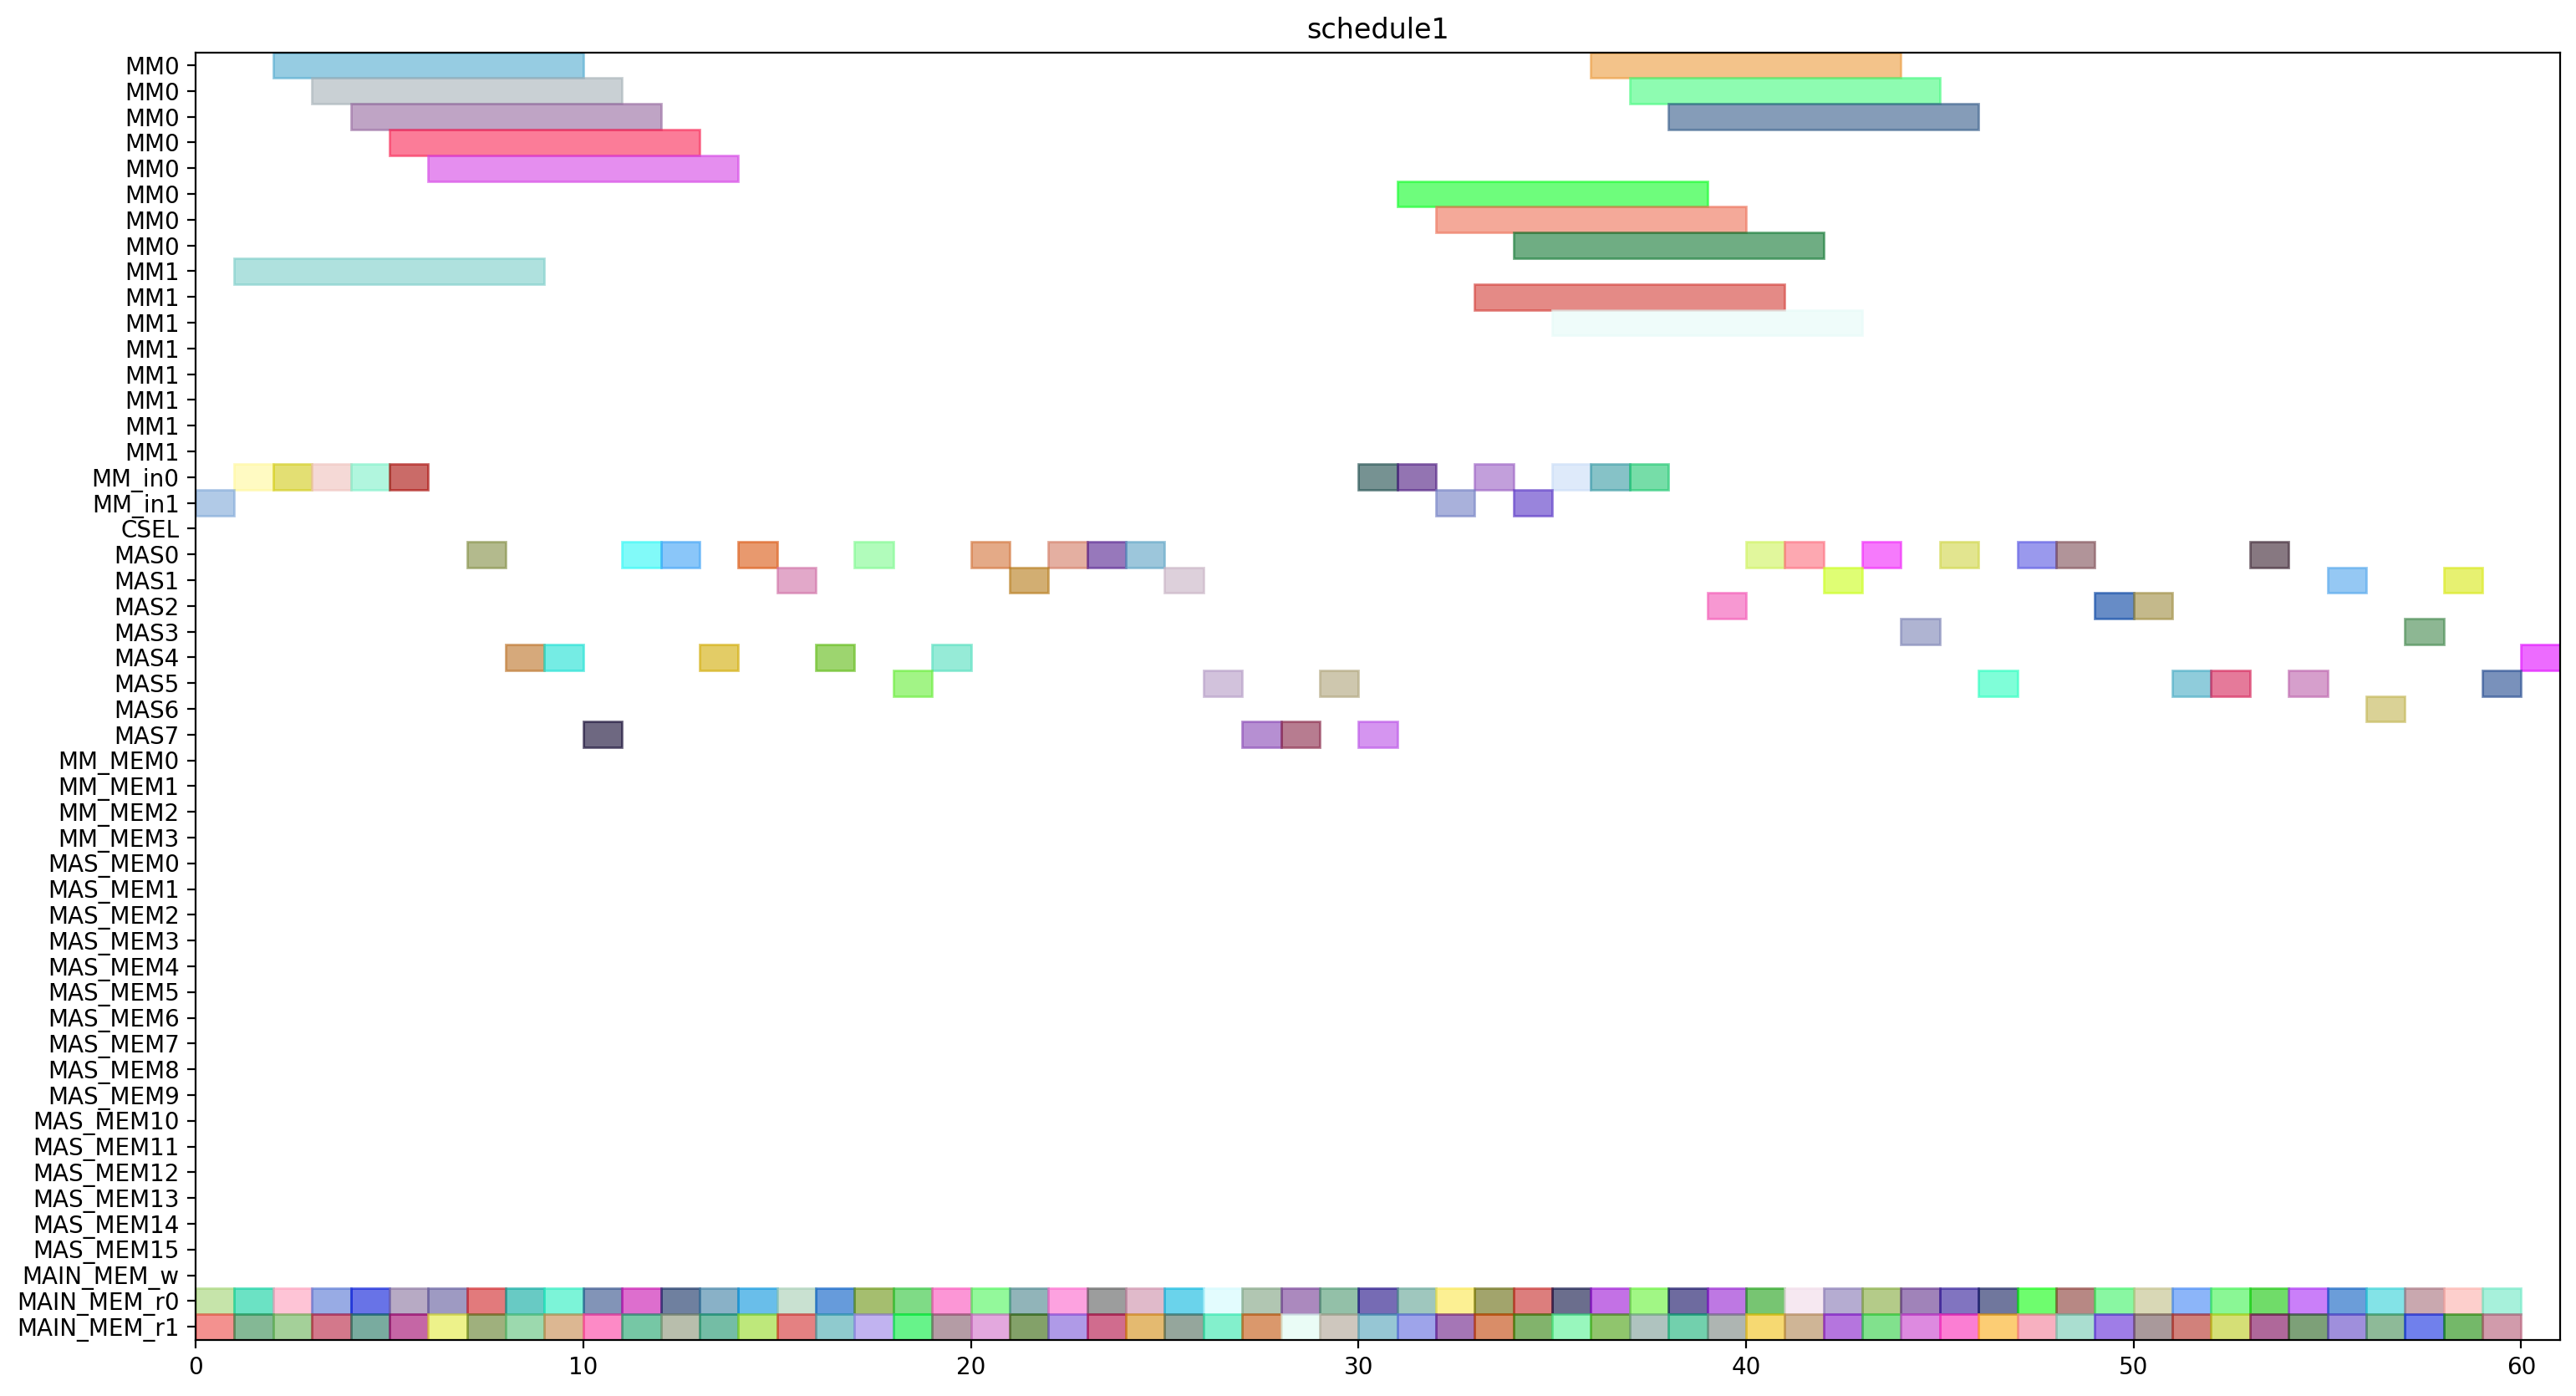 schedule1
MM0
MM0
MM0
MM0
MM0
MM0
MM0
MM0
MM1
MM1
MM1
MM1
MM1
MM1
MM1
MM1
MM_in0
MM_in1
CSEL
MAS0
MAS1
MAS2
MAS3
MAS4
MAS5
MAS6
MAS7
MM_MEM0
MM_MEM1
MM_MEM2
MM_MEM3
MAS_MEM0
MAS_MEM1
MAS_MEM2
MAS_MEM3
MAS_MEM4
MAS_MEM5
MAS_MEM6
MAS_MEM7
MAS_MEM8
MAS_MEM9
MAS_MEM10
MAS_MEM11
MAS_MEM12
MAS_MEM13
MAS_MEM14
MAS_MEM15
MAIN_MEM_w
MAIN_MEM_r0
MAIN_MEM_r1
0 10 20 30 40 50 60